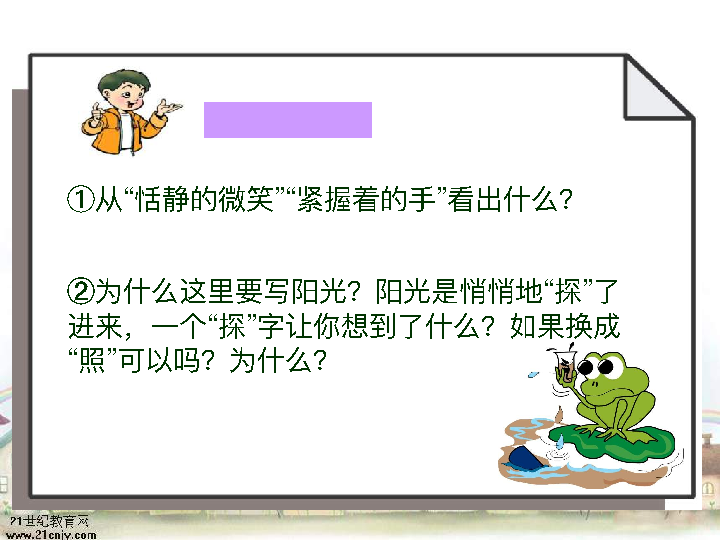 ①从“恬静的微笑”“紧握着的手”看出什么？
②为什么这里要写阳光？阳光是悄悄地“探”了
进来，一个“探”字让你想到了什么？如果换成
“照”可以吗？为什么？
21世纪教育网
www.21cnjy.com